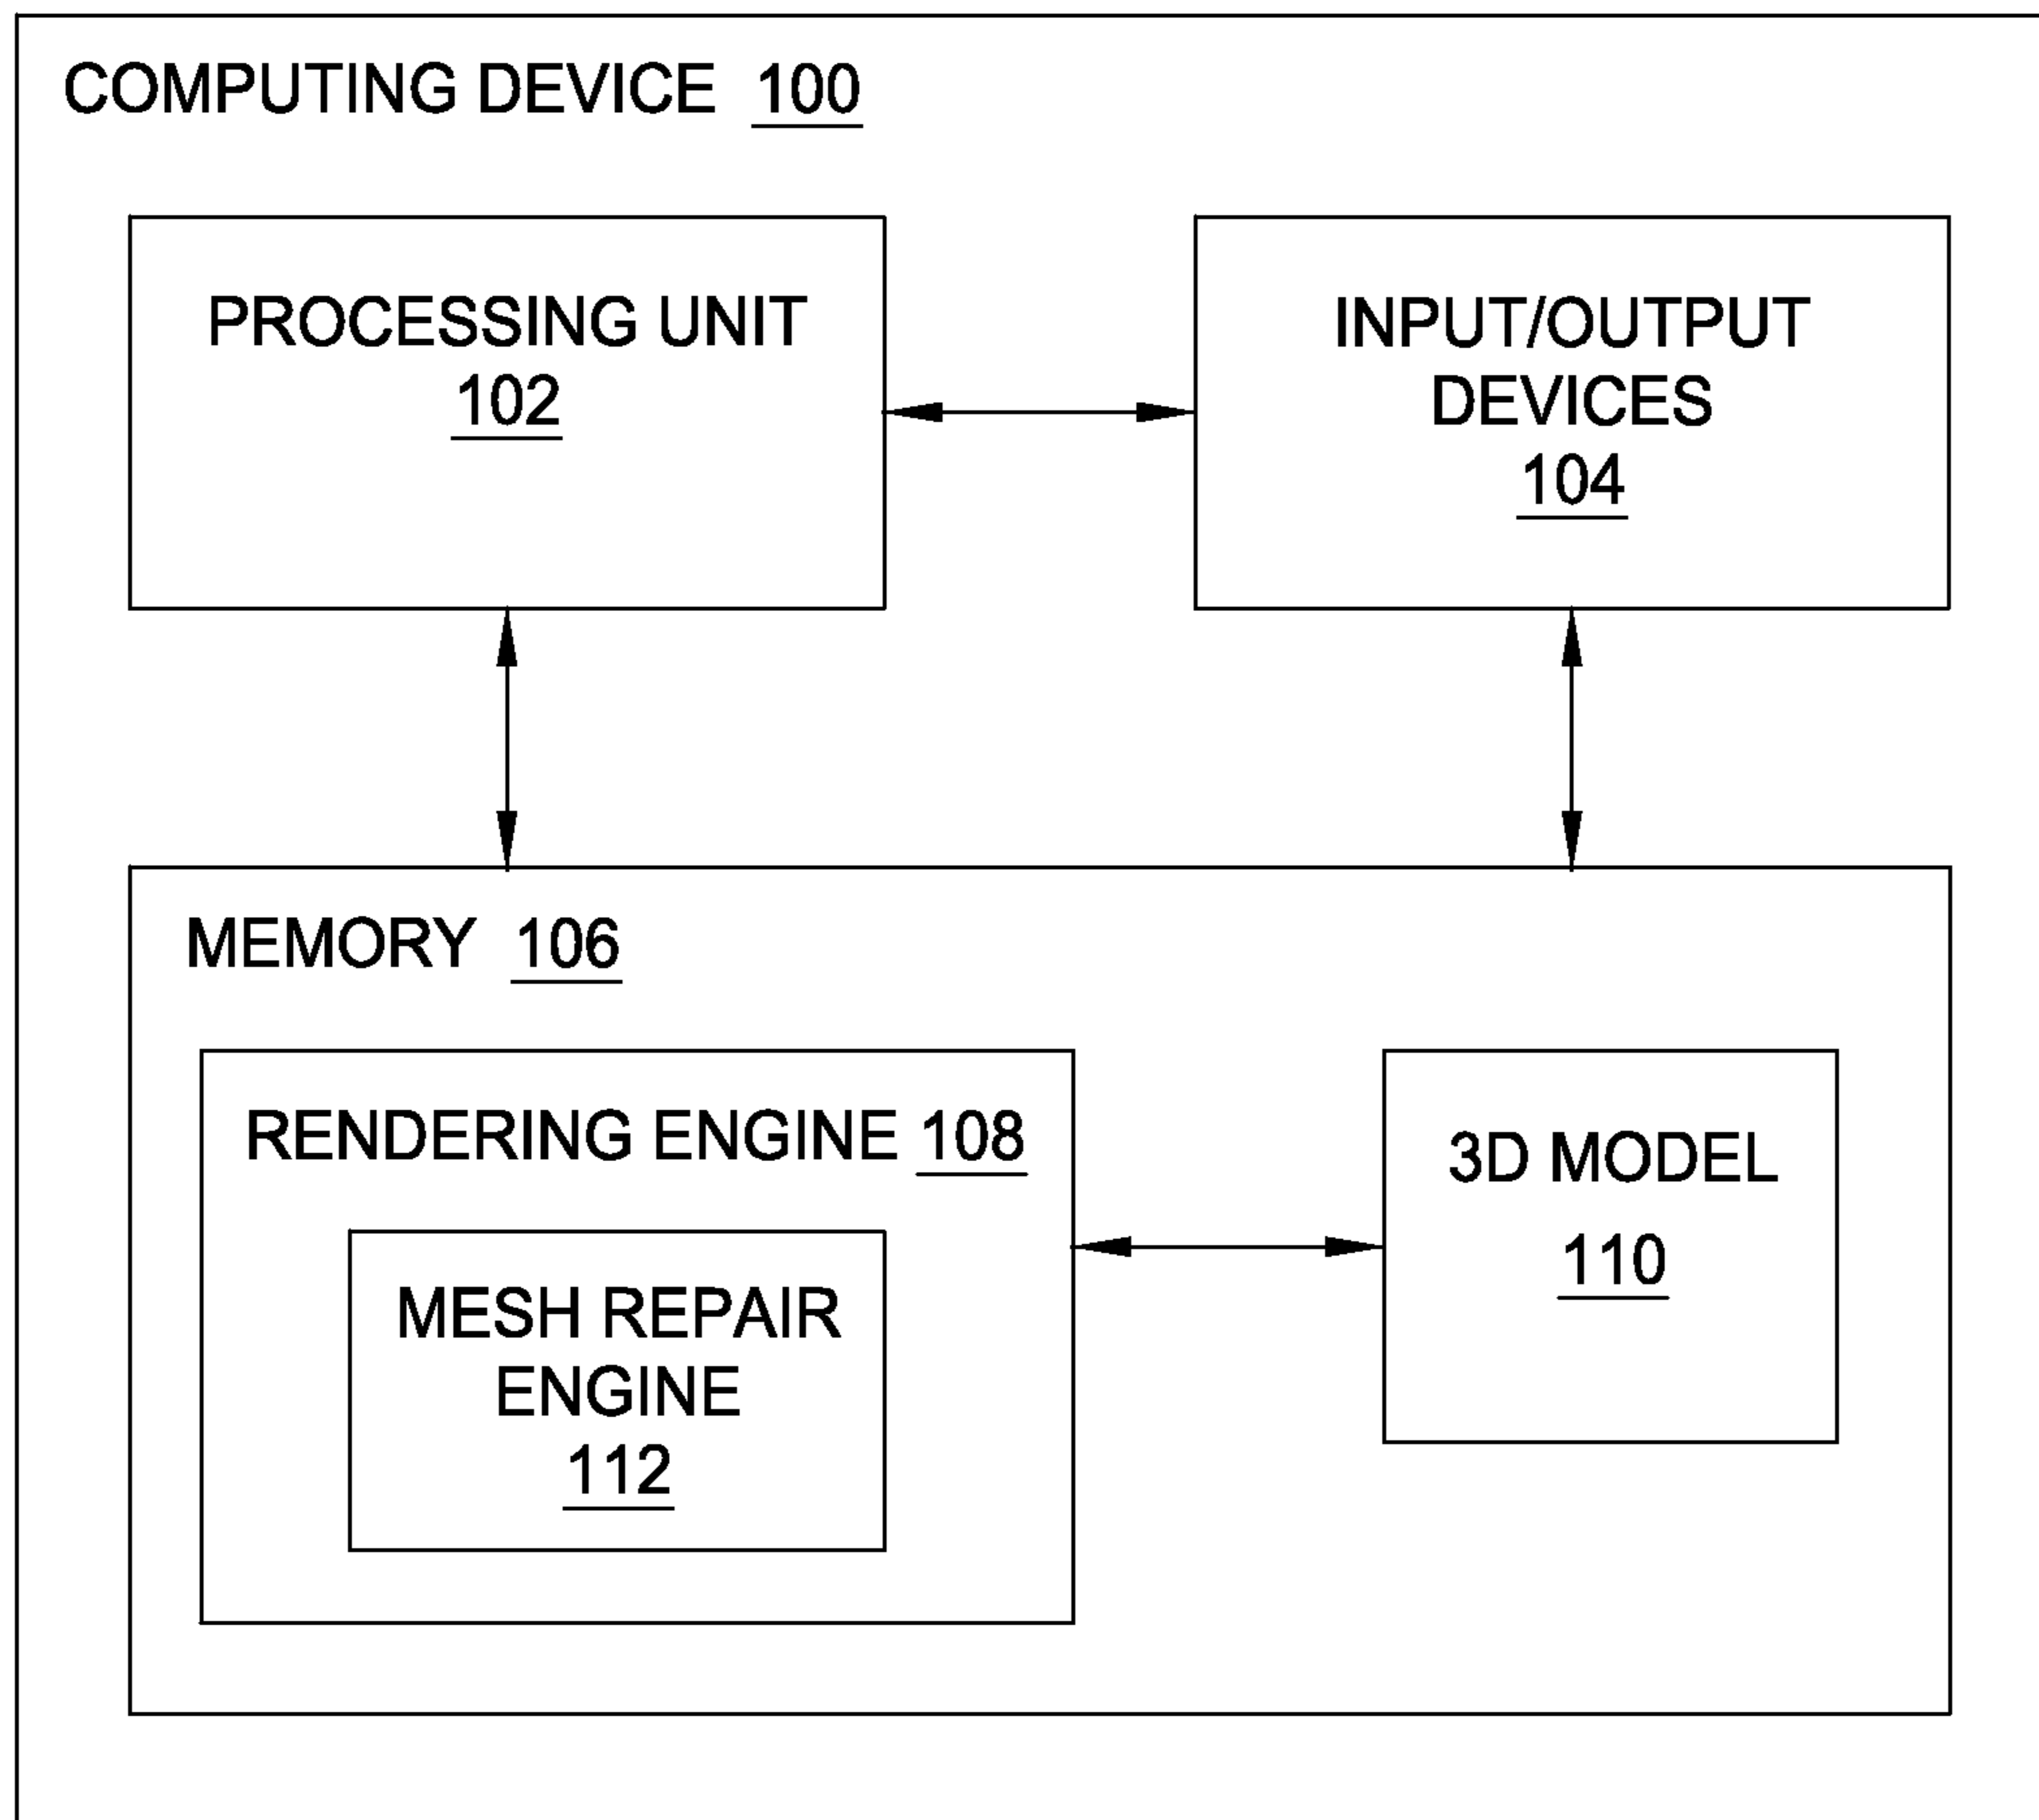 COMPUTING DEVICE 100
PROCESSING UNIT
102
INPUT/OUTPUT
DEVICES
104
MEMORY 106
RENDERING ENGINE 108
MESH REPAIR
ENGINE
112
3D MODEL
110